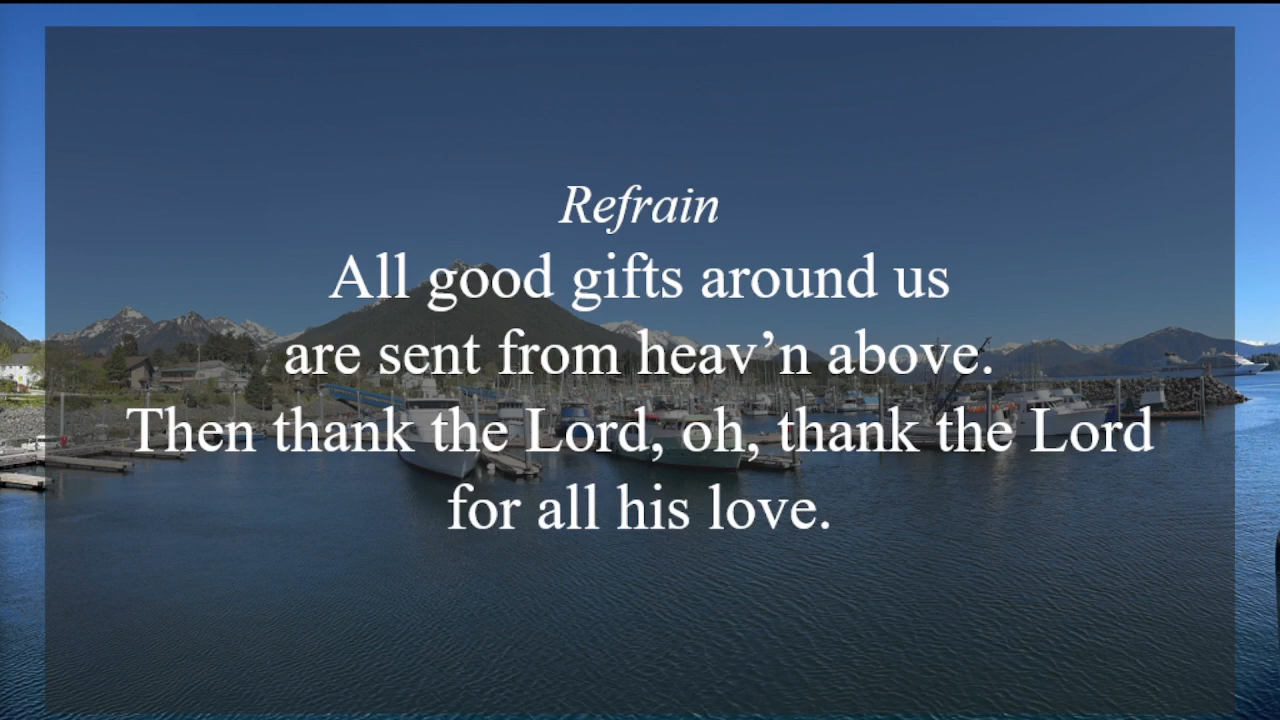 Refrain
All good gifts around us
are sent from heav’n above.
Then thank the Lord, oh, thank the Lord
for all his love.